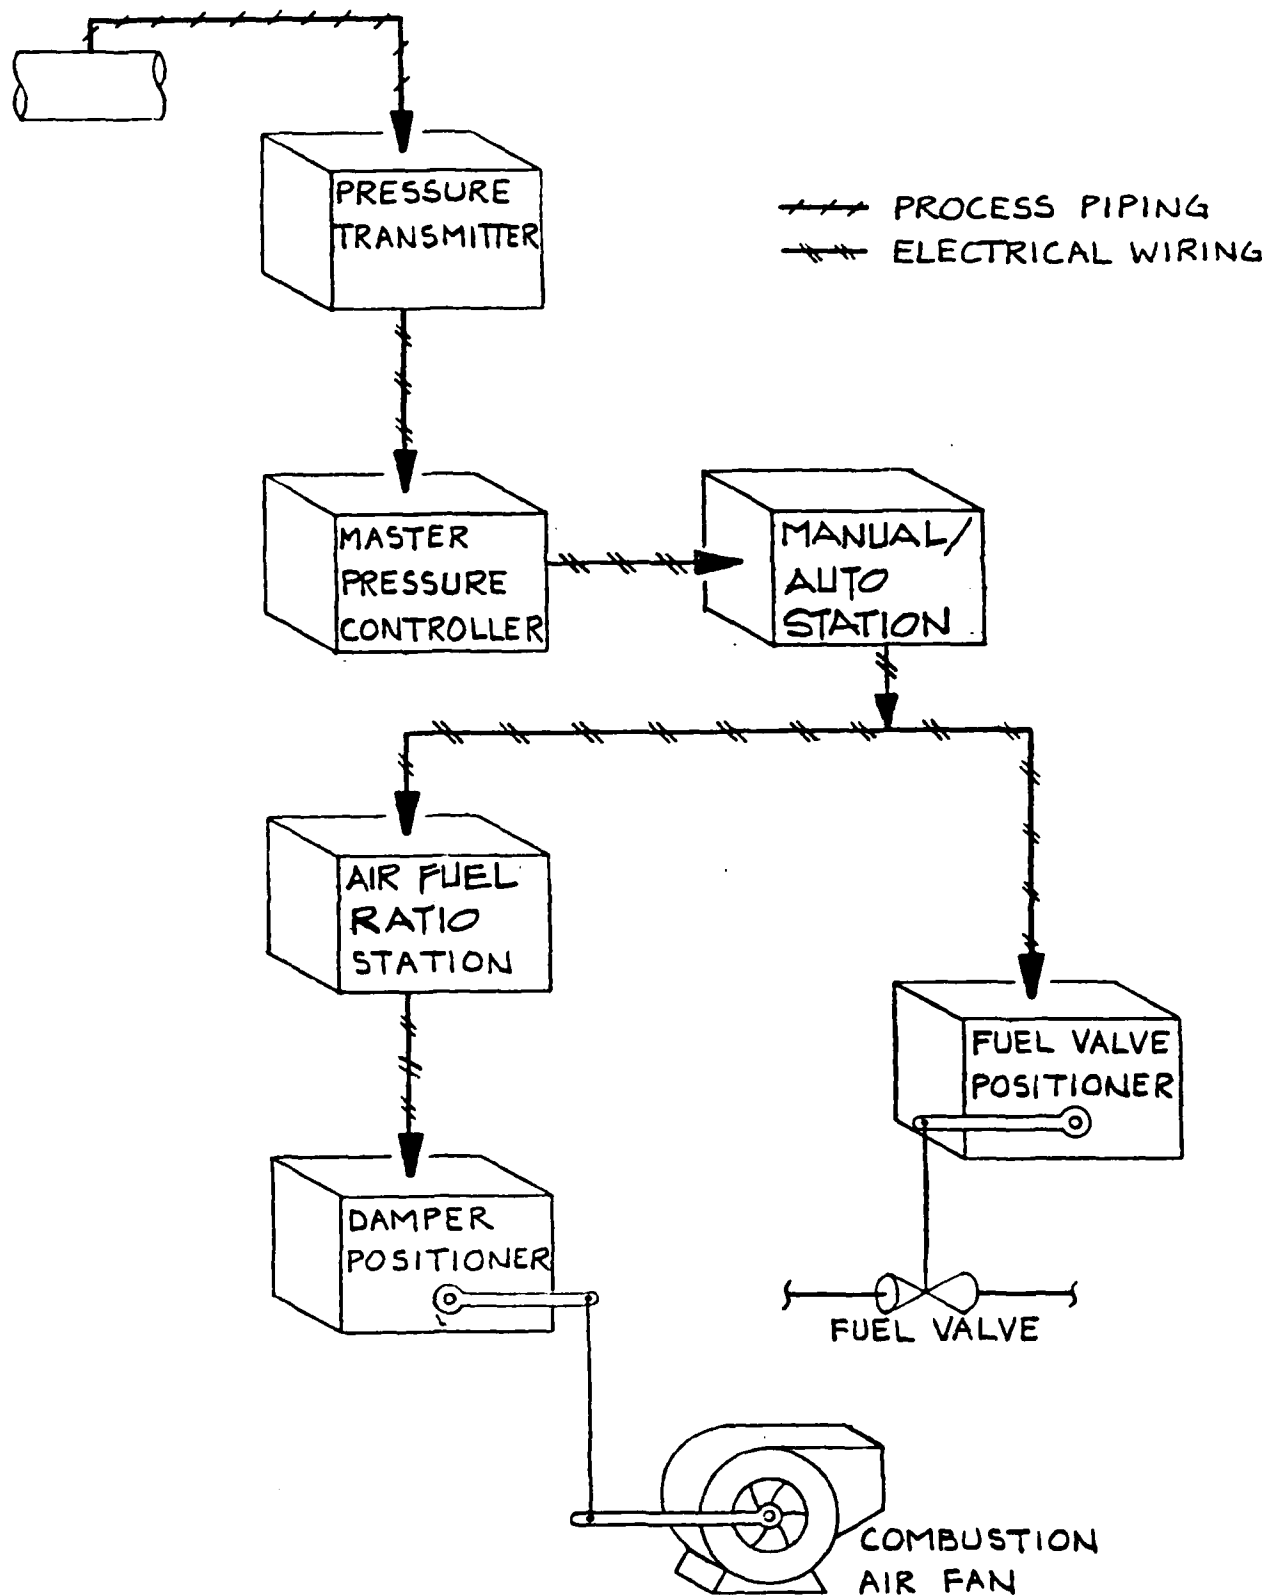 PRESSURE
TRANSMITTER
PROCESS PIPING
ELECTRICAL WIRING
MASTER
PRESSURE
CONTROLLER
MANUAL/
AUTO
STATION
AIR FUEL
RATIO
STATION
FUEL VALVE
POSITIONER
DAMPER
POSITIONER
FUEL VALVE
COMBUSTION
AIR FAN